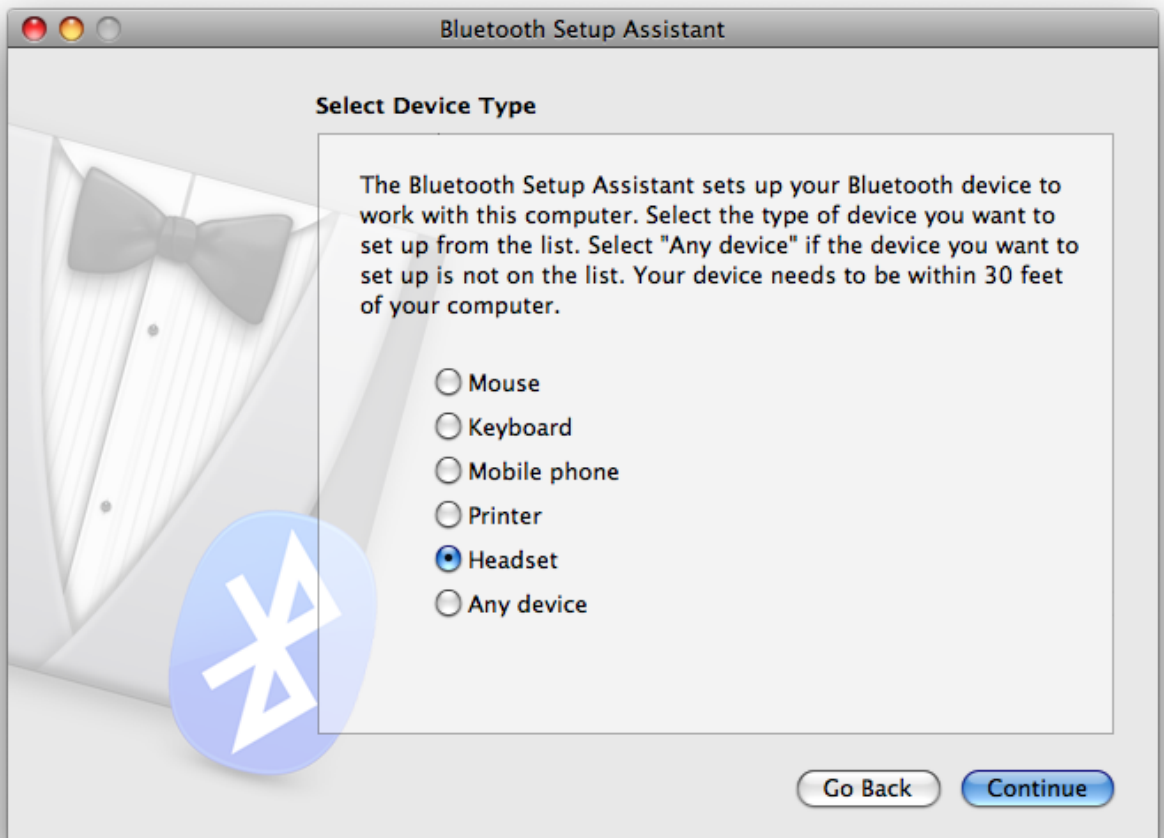 Bluetooth Setup Assistant
Select Device Type
The Bluetooth Setup Assistant sets up your Bluetooth device to
work with this computer. Select the type of device you want to
set up from the list. Select "Any device" if the device you want to
set up is not on the list. Your device needs to be within 30 feet
of your computer.
Mouse
Keyboard
Mobile phone
Printer
Headset
Any device
Go Back
Continue